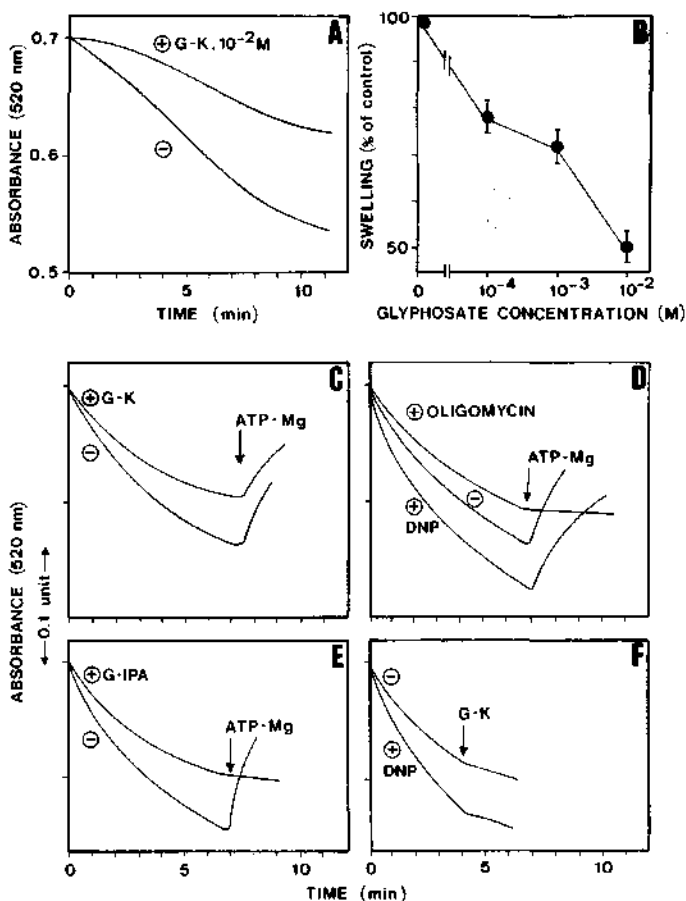 A
ABSORBANCE (520 nm)
0.7
0.6
0.5
⊕ G-K, 10⁻² M
⊖
0
5
10
TIME (min)
B
SWELLING (% of control)
100
50
0
10⁻⁴
10⁻³
10⁻²
GLYPHOSATE CONCENTRATION (M)
C
ABSORBANCE (520 nm)
← 0.1 unit →
⊕ G-K
⊖
ATP-Mg
D
⊕ OLIGOMYCIN
ATP-Mg
⊖
⊕
DNP
E
⊕ G-IPA
ATP-Mg
⊖
0
5
10
F
⊖
G-K
⊕
DNP
0
5
10
TIME (min)